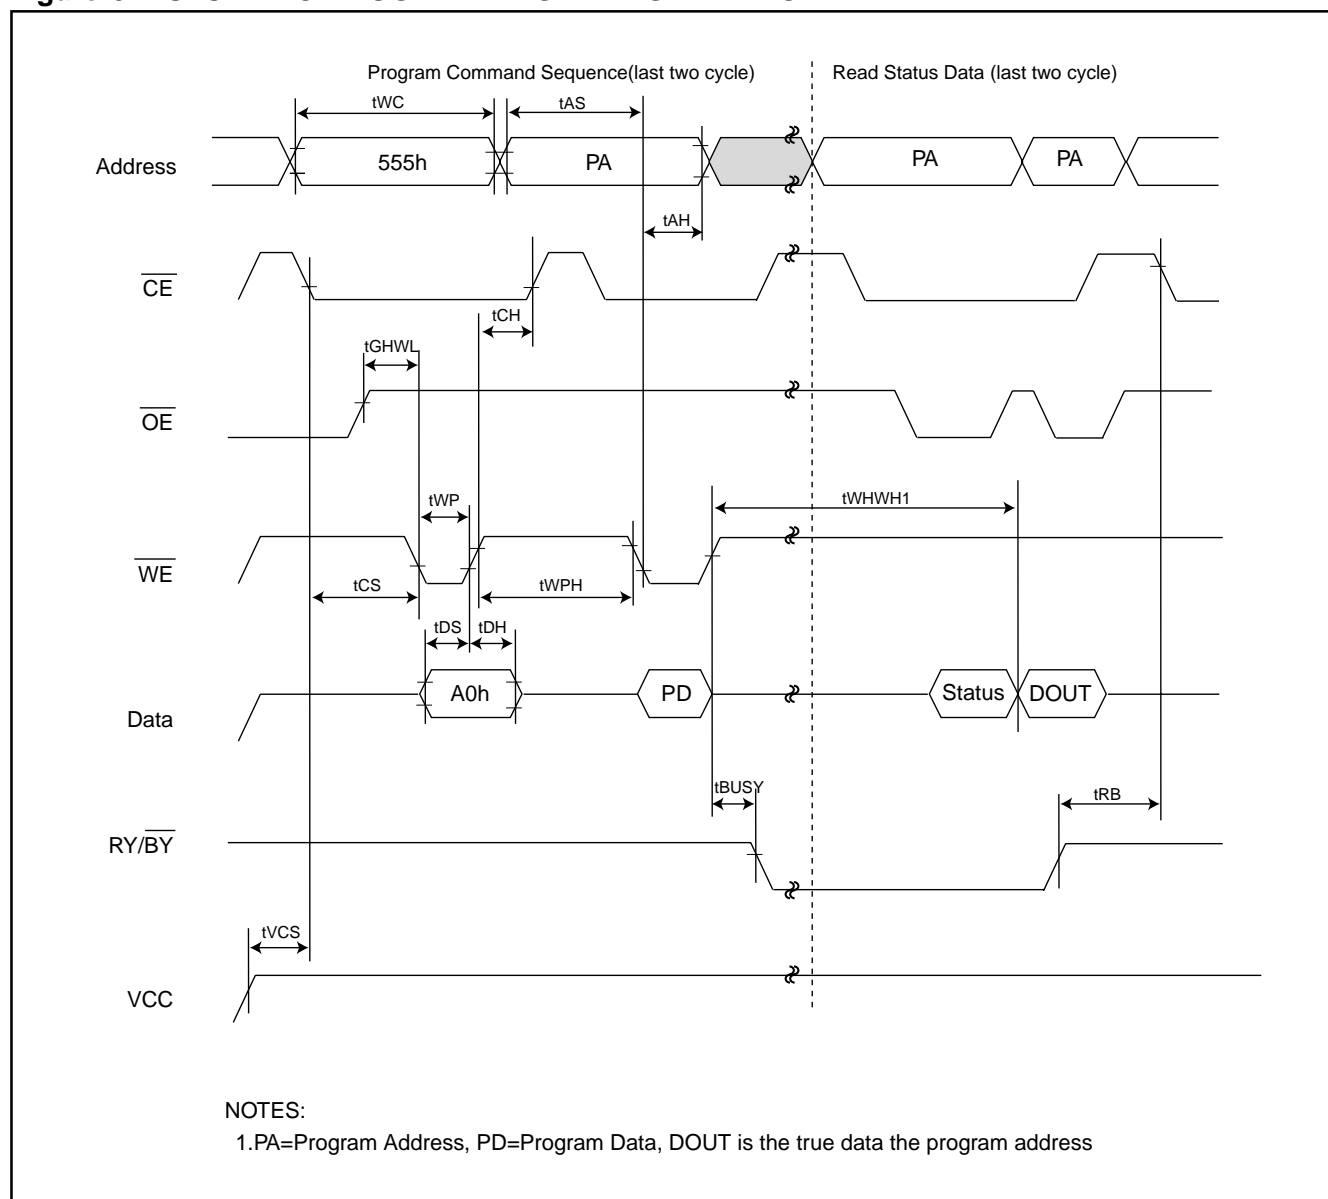 Program Command Sequence(last two cycle) Read Status Data (last two cycle)
tWC tAS
Address 555h PA PA PA
tAH
CE
tCH
tGHWL
OE
tWP tWHWH1
WE
tCS tWPH
tDS tDH
Data A0h PD Status DOUT
tBUSY tRB
RY/BY
tVCS
VCC
NOTES:
1.PA=Program Address, PD=Program Data, DOUT is the true data the program address